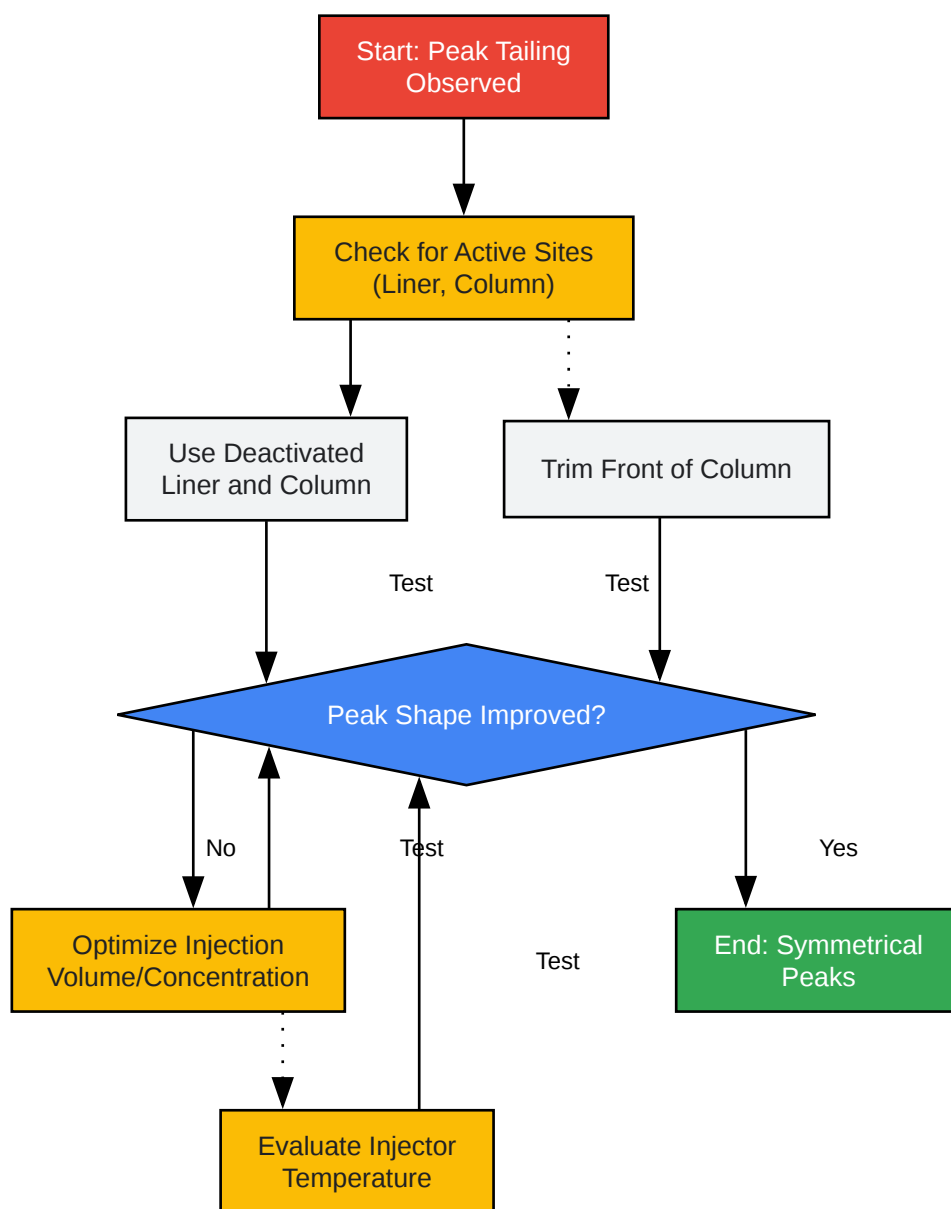 Start: Peak Tailing
Observed
Check for Active Sites
(Liner, Column)
Use Deactivated
Liner and Column
Trim Front of Column
Test
Test
Peak Shape Improved?
No
Test
Yes
Optimize Injection
Volume/Concentration
Test
End: Symmetrical
Peaks
Evaluate Injector
Temperature